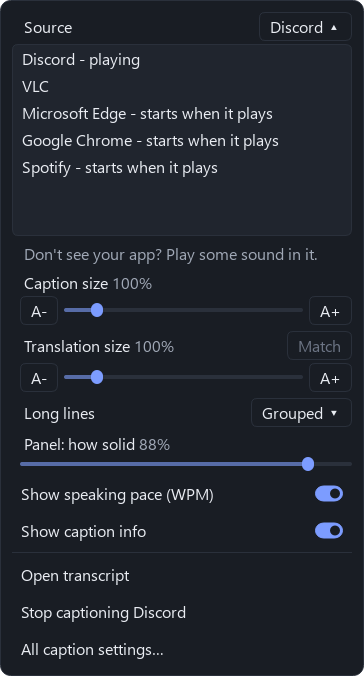 Source
Discord ▲
Discord - playing
VLC
Microsoft Edge - starts when it plays
Google Chrome - starts when it plays
Spotify - starts when it plays
Don't see your app? Play some sound in it.
Caption size 100%
A- A+
Translation size 100% Match
A- A+
Long lines Grouped ▼
Panel: how solid 88%
Show speaking pace (WPM)
Show caption info
Open transcript
Stop captioning Discord
All caption settings...